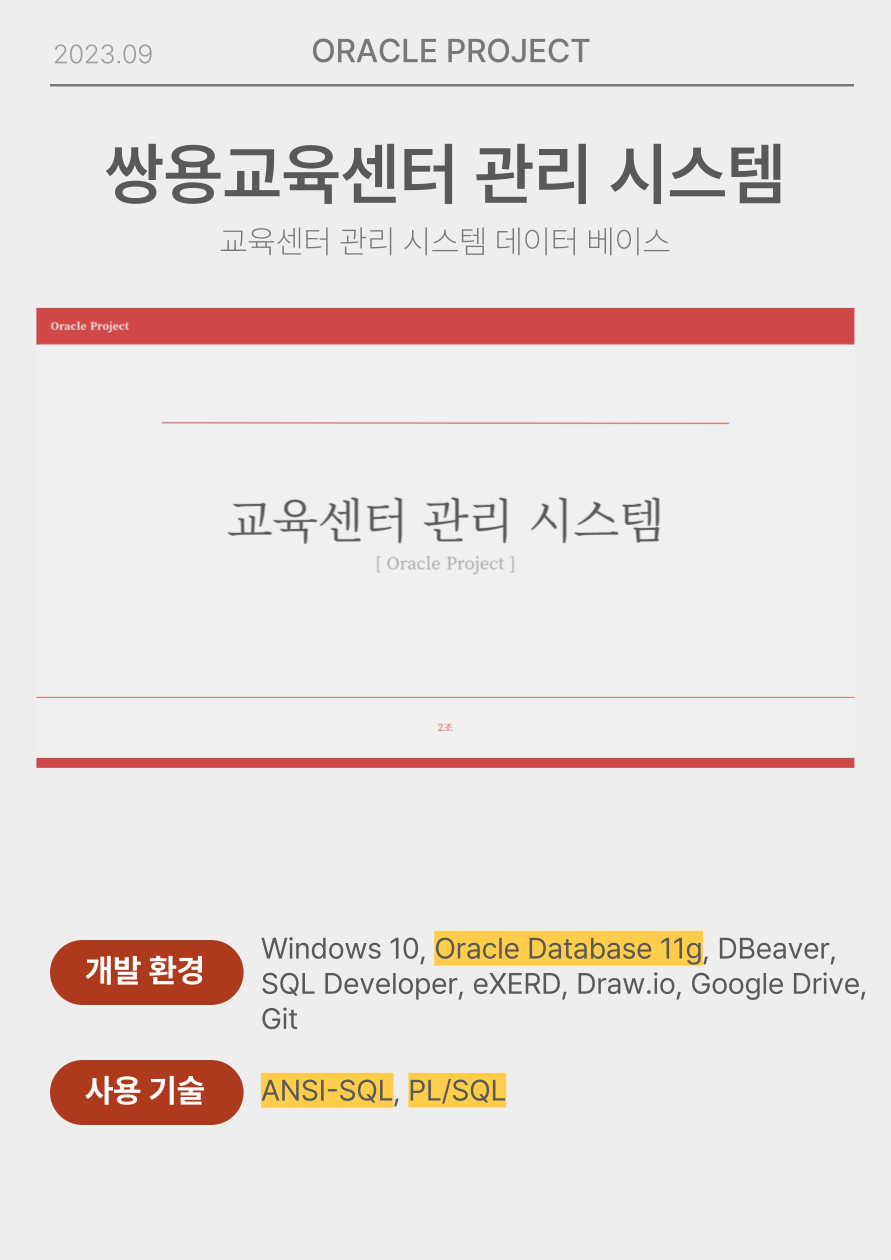 2023.09
ORACLE PROJECT
쌍용교육센터 관리 시스템
교육센터 관리 시스템 데이터 베이스
Oracle Project
교육센터 관리 시스템
[ Oracle Project ]
2조
개발 환경
Windows 10, Oracle Database 11g, DBeaver,
SQL Developer, eXERD, Draw.io, Google Drive,
Git
사용 기술
ANSI-SQL, PL/SQL